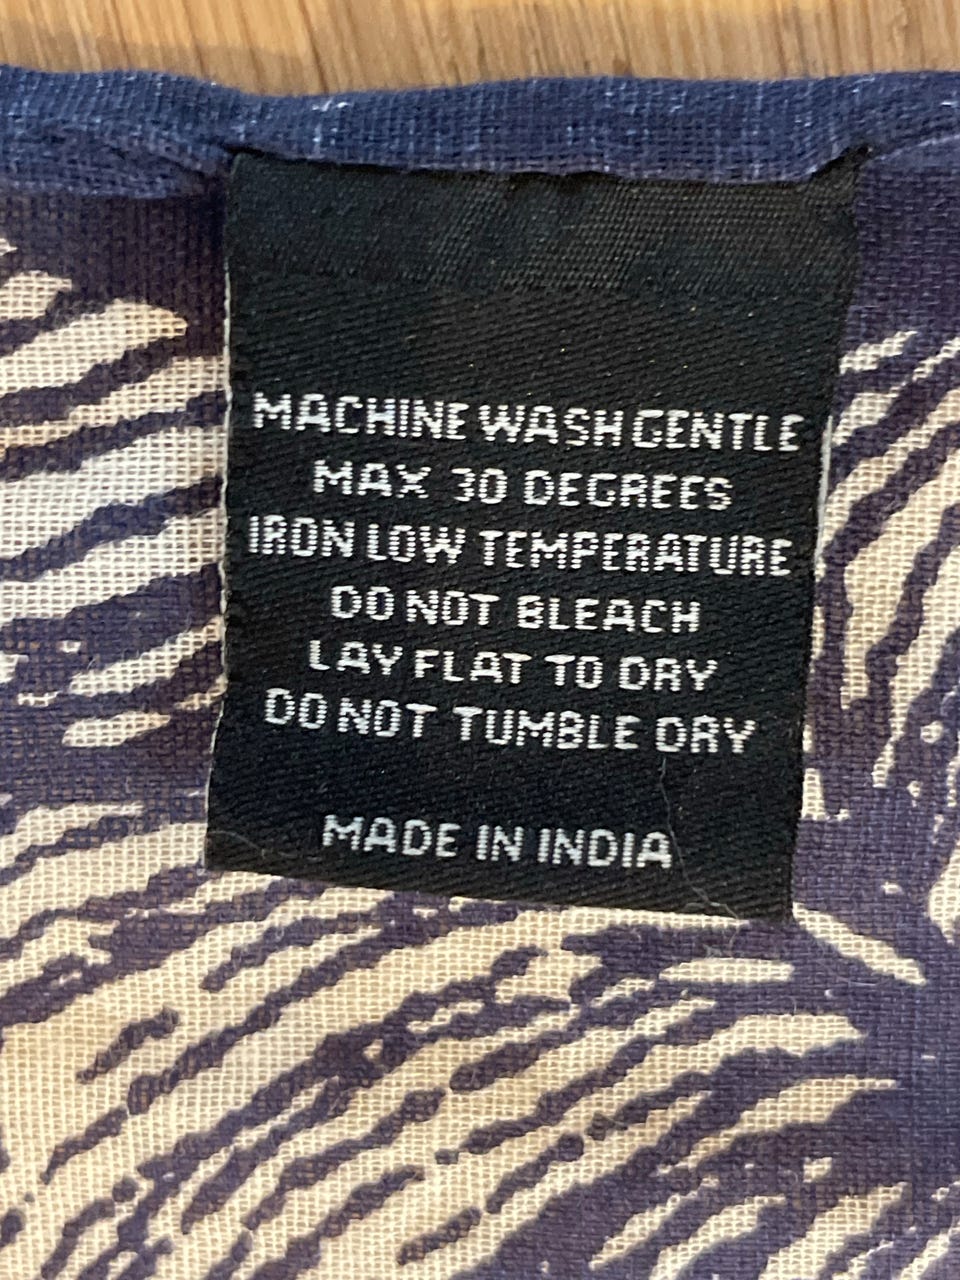 MACHINE WASH GENTLE
MAX 30 DEGREES
IRON LOW TEMPERATURE
DO NOT BLEACH
LAY FLAT TO DRY
DO NOT TUMBLE DRY
MADE IN INDIA